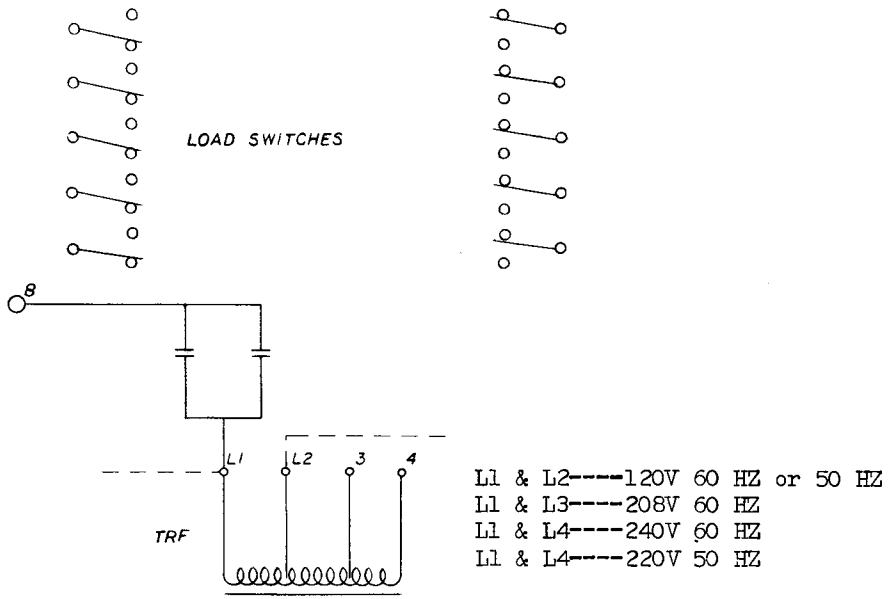 LOAD SWITCHES
8
L1
L2
3
4
TRF
L1 & L2----120V 60 HZ or 50 HZ
L1 & L3----208V 60 HZ
L1 & L4----240V 60 HZ
L1 & L4----220V 50 HZ